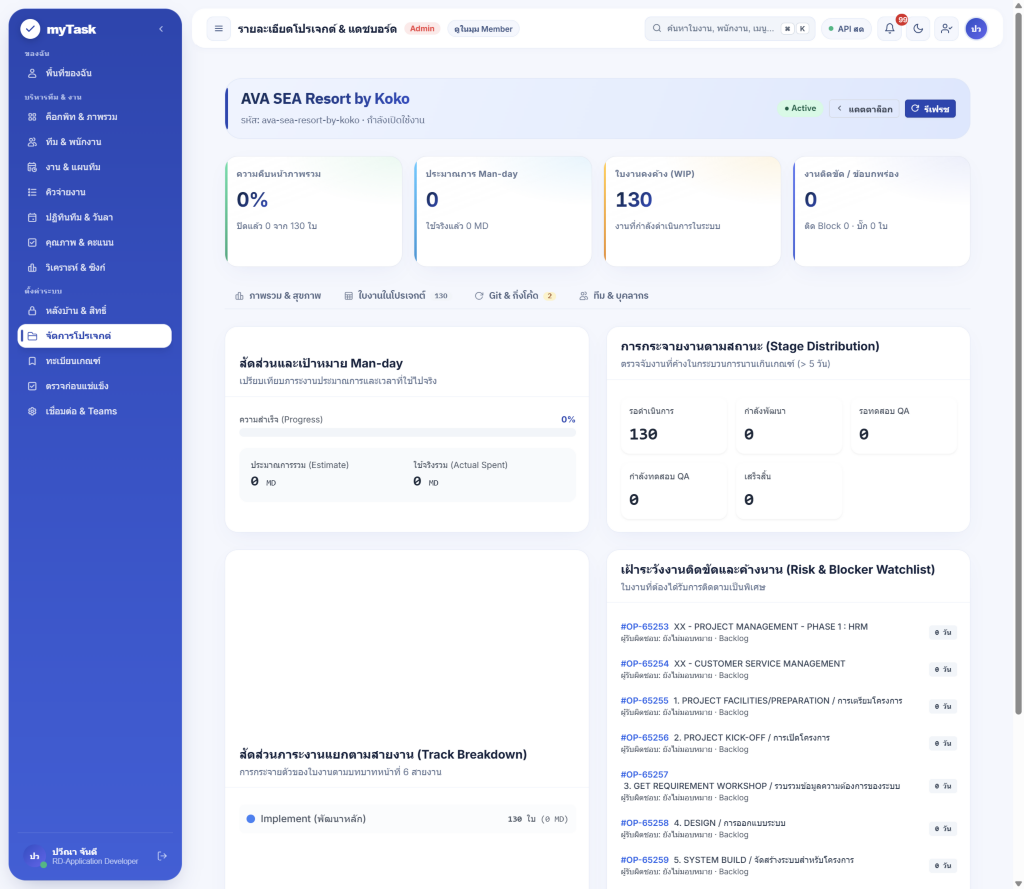 myTask
ของฉัน
พื้นที่ของฉัน
บริหารทีม & งาน
ค็อกพิท & ภาพรวม
ทีม & พนักงาน
งาน & แผนทีม
คิวจ่ายงาน
ปฏิทินทีม & วันลา
คุณภาพ & คะแนน
วิเคราะห์ & ซิงก์
ตั้งค่าระบบ
หลังบ้าน & สิทธิ์
จัดการโปรเจกต์
ทะเบียนเกณฑ์
ตรวจก่อนแช่แข็ง
เชื่อมต่อ & Teams
ปว
ปวีณา จันดี
RD-Application Developer
รายละเอียดโปรเจกต์ & แดชบอร์ด
Admin
ดูในมุม Member
ค้นหาใบงาน, พนักงาน, เมนู...
⌘ K
API สด
99
ปว
AVA SEA Resort by Koko
รหัส: ava-sea-resort-by-koko · กำลังเปิดใช้งาน
Active
แคตตาล็อก
รีเฟรช
ความคืบหน้าภาพรวม
0%
ปิดแล้ว 0 จาก 130 ใบ
ประมาณการ Man-day
0
ใช้จริงแล้ว 0 MD
ใบงานคงค้าง (WIP)
130
งานที่กำลังดำเนินการในระบบ
งานติดขัด / ข้อบกพร่อง
0
ติด Block 0 · บั๊ก 0 ใบ
ภาพรวม & สุขภาพ
ใบงานในโปรเจกต์ 130
Git & กิ่งโค้ด 2
ทีม & บุคลากร
สัดส่วนและเป้าหมาย Man-day
เปรียบเทียบภาระงานประมาณการและเวลาที่ใช้ไปจริง
ความสำเร็จ (Progress)
0%
ประมาณการรวม (Estimate)
0 MD
ใช้จริงรวม (Actual Spent)
0 MD
การกระจายงานตามสถานะ (Stage Distribution)
ตรวจจับงานที่ค้างในกระบวนการนานเกินเกณฑ์ (> 5 วัน)
รอดำเนินการ
130
กำลังพัฒนา
0
รอทดสอบ QA
0
กำลังทดสอบ QA
0
เสร็จสิ้น
0
สัดส่วนภาระงานแยกตามสายงาน (Track Breakdown)
การกระจายตัวของใบงานตามบทบาทหน้าที่ 6 สายงาน
Implement (พัฒนาหลัก)
130 ใบ (0 MD)
เฝ้าระวังงานติดขัดและค้างนาน (Risk & Blocker Watchlist)
ใบงานที่ต้องได้รับการติดตามเป็นพิเศษ
#OP-65253 XX - PROJECT MANAGEMENT - PHASE 1 : HRM
ผู้รับผิดชอบ: ยังไม่มอบหมาย · Backlog
0 วัน
#OP-65254 XX - CUSTOMER SERVICE MANAGEMENT
ผู้รับผิดชอบ: ยังไม่มอบหมาย · Backlog
0 วัน
#OP-65255 1. PROJECT FACILITIES/PREPARATION / การเตรียมโครงการ
ผู้รับผิดชอบ: ยังไม่มอบหมาย · Backlog
0 วัน
#OP-65256 2. PROJECT KICK-OFF / การเปิดโครงการ
ผู้รับผิดชอบ: ยังไม่มอบหมาย · Backlog
0 วัน
#OP-65257
3. GET REQUIREMENT WORKSHOP / รวบรวมข้อมูลความต้องการของระบบ
ผู้รับผิดชอบ: ยังไม่มอบหมาย · Backlog
0 วัน
#OP-65258 4. DESIGN / การออกแบบระบบ
ผู้รับผิดชอบ: ยังไม่มอบหมาย · Backlog
0 วัน
#OP-65259 5. SYSTEM BUILD / จัดสร้างระบบสำหรับโครงการ
ผู้รับผิดชอบ: ยังไม่มอบหมาย · Backlog
0 วัน